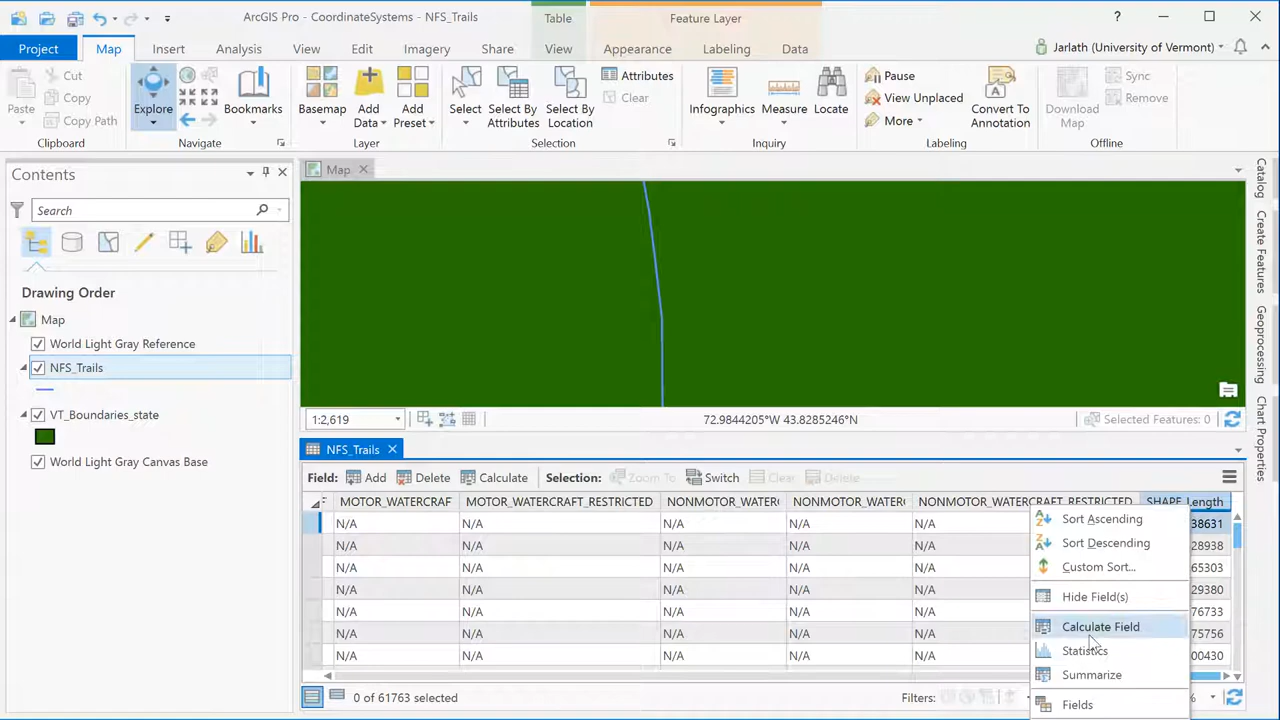 ArcGIS Pro - CoordinateSystems - NFS_Trails
Table
Feature Layer
?
Project
Map
Insert
Analysis
View
Edit
Imagery
Share
View
Appearance
Labeling
Data
Jarlath (University of Vermont)
Paste
Cut
Copy
Copy Path
Clipboard
Explore
Bookmarks
Navigate
Basemap
Add
Data
Add
Preset
Layer
Select
Select By
Attributes
Select By
Location
Attributes
Clear
Selection
Infographics
Measure
Locate
Inquiry
Pause
View Unplaced
More
Convert To
Annotation
Labeling
Download
Map
Sync
Remove
Offline
Contents
Search
Drawing Order
Map
World Light Gray Reference
NFS_Trails
VT_Boundaries_state
World Light Gray Canvas Base
Map
1:2,619
72.9844205°W 43.8285246°N
Selected Features: 0
NFS_Trails
Field: Add Delete Calculate Selection: Zoom To Switch Clear Delete
MOTOR_WATERCRAF MOTOR_WATERCRAFT_RESTRICTED NONMOTOR_WATER( NONMOTOR_WATER( NONMOTOR_WATERCRAFT_RESTRICTED SHAPE_Length
N/A N/A N/A N/A N/A 38631
N/A N/A N/A N/A N/A 28938
N/A N/A N/A N/A N/A 65303
N/A N/A N/A N/A N/A 29380
N/A N/A N/A N/A N/A 76733
N/A N/A N/A N/A N/A 75756
N/A N/A N/A N/A N/A 00430
Sort Ascending
Sort Descending
Custom Sort...
Hide Field(s)
Calculate Field
Statistics
Summarize
Fields
0 of 61763 selected
Filters:
%
Catalog
Create Features
Geoprocessing
Chart Properties